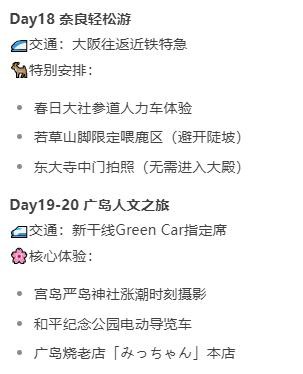 Day18 奈良轻松游
🚄交通：大阪往返近铁特急
🐕特别安排：
• 春日大社参道人力车体验
• 若草山脚限定喂鹿区（避开陡坡）
• 东大寺中门拍照（无需进入大殿）
Day19-20 广岛人文之旅
🚄交通：新干线Green Car指定席
🌸核心体验：
• 宫岛严岛神社涨潮时刻摄影
• 和平纪念公园电动导览车
• 广岛烧老店「みっちゃん」本店